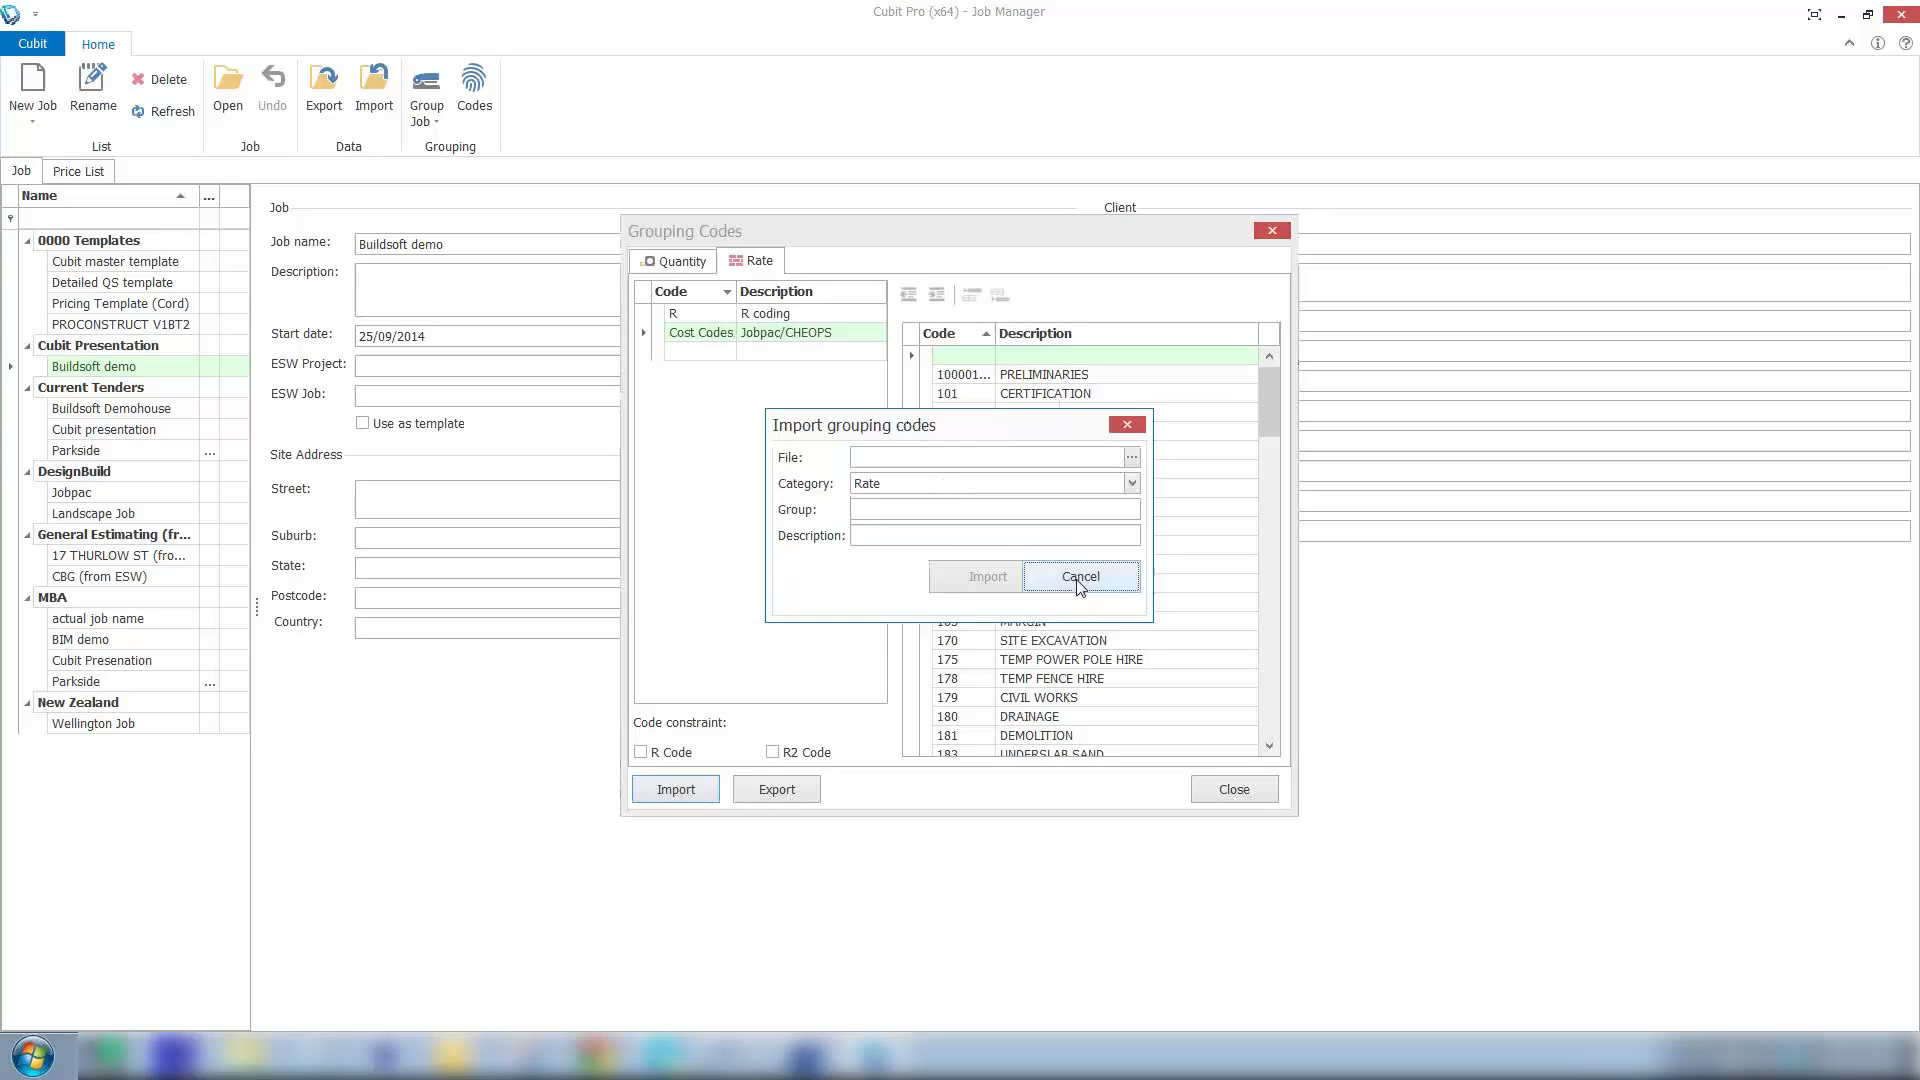 Cubit Pro (x64) - Job Manager
Cubit
Home
New Job
Rename
Delete
Refresh
Open
Undo
Export
Import
Group Job
Codes
List
Job
Data
Grouping
Job
Price List
Name
...
0000 Templates
Cubit master template
Detailed QS template
Pricing Template (Cord)
PROCONSTRUCT V1BT2
Cubit Presentation
Buildsoft demo
Current Tenders
Buildsoft Demohouse
Cubit presentation
Parkside ...
DesignBuild
Jobpac
Landscape Job
General Estimating (fr...
17 THURLOW ST (fro...
CBG (from ESW)
MBA
actual job name
BIM demo
Cubit Presenation
Parkside ...
New Zealand
Wellington Job
Job
Job name: Buildsoft demo
Description:
Start date: 25/09/2014
ESW Project:
ESW Job:
Use as template
Site Address
Street:
Suburb:
State:
Postcode:
Country:
Client
Grouping Codes
Quantity
Rate
Code Description
R R coding
Cost Codes Jobpac/CHEOPS
Code constraint:
R Code
R2 Code
Import
Export
Close
Code Description
100001... PRELIMINARIES
101 CERTIFICATION
170 SITE EXCAVATION
175 TEMP POWER POLE HIRE
178 TEMP FENCE HIRE
179 CIVIL WORKS
180 DRAINAGE
181 DEMOLITION
183 UNDERSLAB SAND
Import grouping codes
File: ...
Category: Rate
Group:
Description:
Import
Cancel